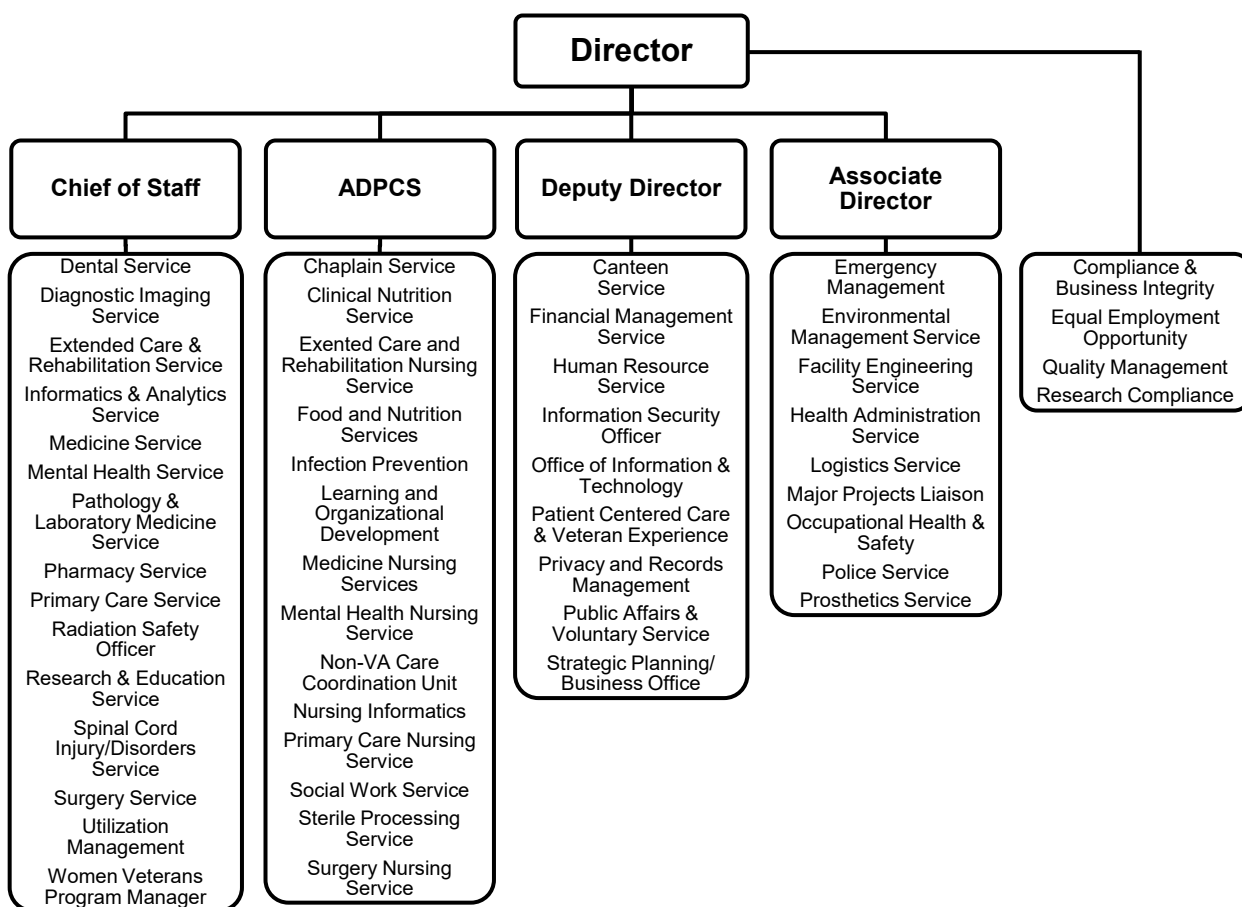 Director
Chief of Staff
ADPCS
Deputy Director
Associate
Director
Dental Service
Diagnostic Imaging
Service
Extended Care &
Rehabilitation Service
Informatics & Analytics
Service
Medicine Service
Mental Health Service
Pathology &
Laboratory Medicine
Service
Pharmacy Service
Primary Care Service
Radiation Safety
Officer
Research & Education
Service
Spinal Cord
Injury/Disorders
Service
Surgery Service
Utilization
Management
Women Veterans
Program Manager
Chaplain Service
Clinical Nutrition
Service
Exented Care and
Rehabilitation Nursing
Service
Food and Nutrition
Services
Infection Prevention
Learning and
Organizational
Development
Medicine Nursing
Services
Mental Health Nursing
Service
Non-VA Care
Coordination Unit
Nursing Informatics
Primary Care Nursing
Service
Social Work Service
Sterile Processing
Service
Surgery Nursing
Service
Canteen
Service
Financial Management
Service
Human Resource
Service
Information Security
Officer
Office of Information &
Technology
Patient Centered Care
& Veteran Experience
Privacy and Records
Management
Public Affairs &
Voluntary Service
Strategic Planning/
Business Office
Emergency
Management
Environmental
Management Service
Facility Engineering
Service
Health Administration
Service
Logistics Service
Major Projects Liaison
Occupational Health &
Safety
Police Service
Prosthetics Service
Compliance &
Business Integrity
Equal Employment
Opportunity
Quality Management
Research Compliance